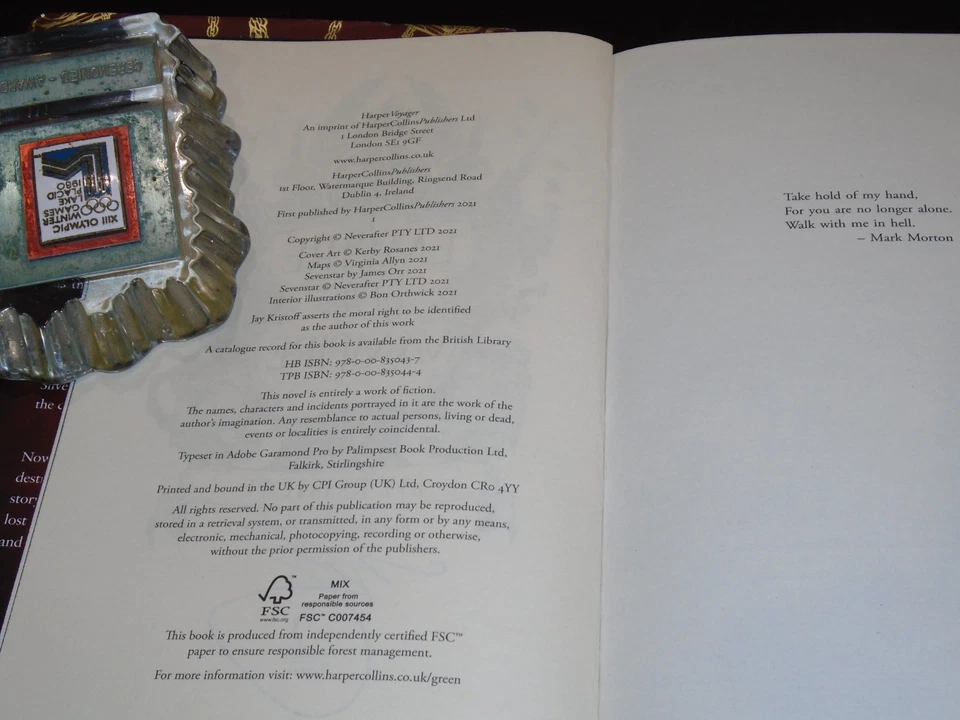 CEREMONIES - AWARD
XIII OLYMPIC
WINTER
GAMES
LAKE
PLACID
1980
Silve
the c
Now
dest
story
lost
and
HarperVoyager
An imprint of HarperCollinsPublishers Ltd
1 London Bridge Street
London SE1 9GF
www.harpercollins.co.uk
HarperCollinsPublishers
1st Floor, Watermarque Building, Ringsend Road
Dublin 4, Ireland
First published by HarperCollinsPublishers 2021
1
Copyright © Neverafter PTY LTD 2021
Cover Art © Kerby Rosanes 2021
Maps © Virginia Allyn 2021
Sevenstar by James Orr 2021
Sevenstar © Neverafter PTY LTD 2021
Interior illustrations © Bon Orthwick 2021
Jay Kristoff asserts the moral right to be identified
as the author of this work
A catalogue record for this book is available from the British Library
HB ISBN: 978-0-00-835043-7
TPB ISBN: 978-0-00-835044-4
This novel is entirely a work of fiction.
The names, characters and incidents portrayed in it are the work of the
author's imagination. Any resemblance to actual persons, living or dead,
events or localities is entirely coincidental.
Typeset in Adobe Garamond Pro by Palimpsest Book Production Ltd,
Falkirk, Stirlingshire
Printed and bound in the UK by CPI Group (UK) Ltd, Croydon CR0 4YY
All rights reserved. No part of this publication may be reproduced,
stored in a retrieval system, or transmitted, in any form or by any means,
electronic, mechanical, photocopying, recording or otherwise,
without the prior permission of the publishers.
FSC™
www.fsc.org
MIX
Paper from
responsible sources
FSC™ C007454
This book is produced from independently certified FSC™
paper to ensure responsible forest management.
For more information visit: www.harpercollins.co.uk/green
Take hold of my hand,
For you are no longer alone.
Walk with me in hell.
– Mark Morton